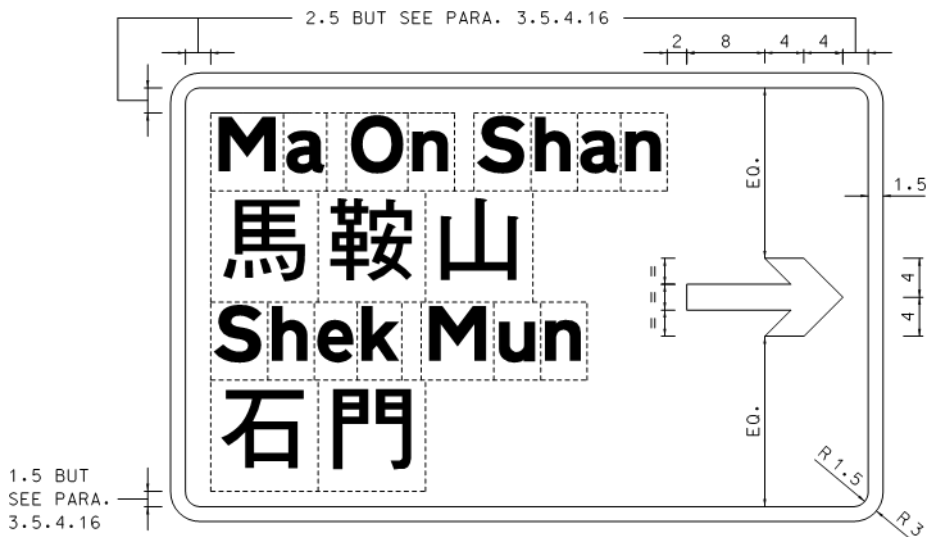 2.5 BUT SEE PARA. 3.5.4.16
2 8 4 4
Ma On Shan
EQ.
1.5
馬鞍山
= = =
4 4
Shek Mun
石門
EQ.
1.5 BUT
SEE PARA.
3.5.4.16
R 1.5
R 3